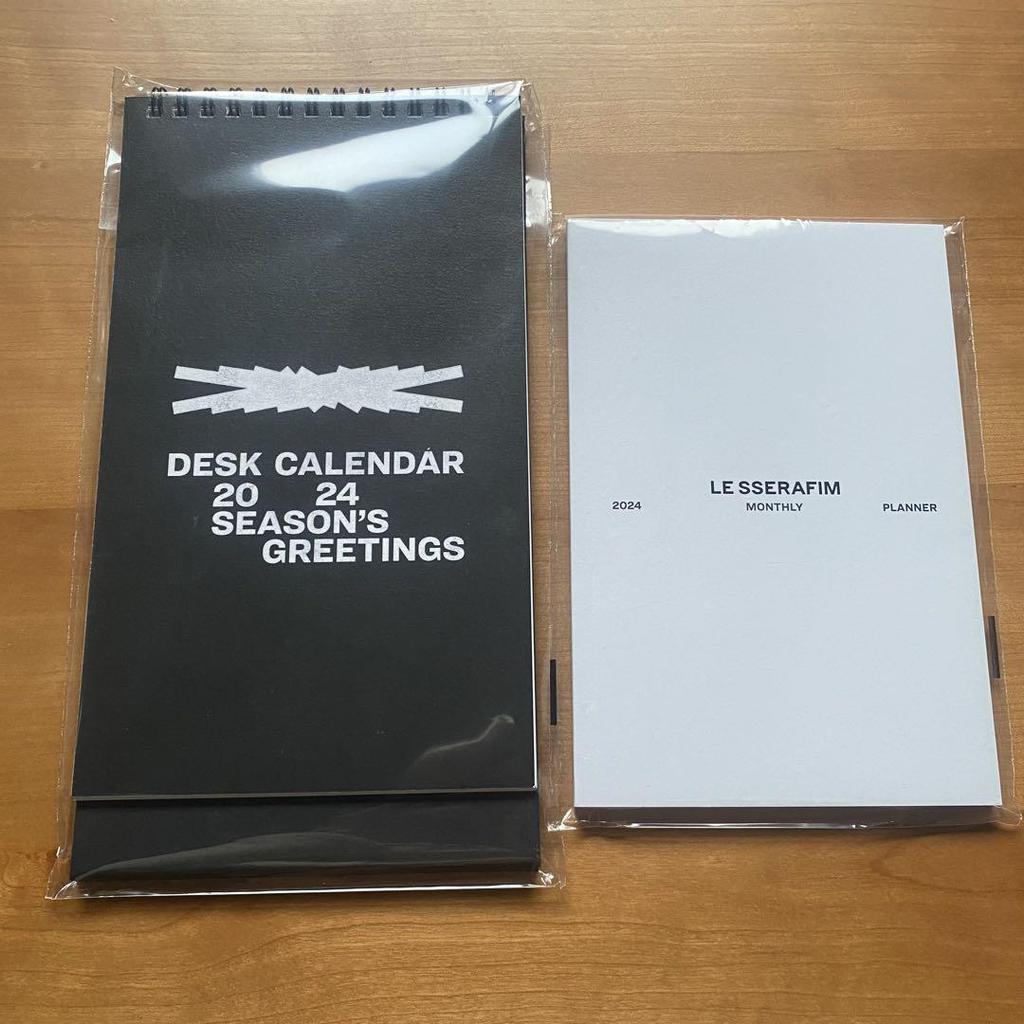 DESK CALENDAR
20 24
SEASON'S
GREETINGS
LE SSERAFIM
2024 MONTHLY PLANNER